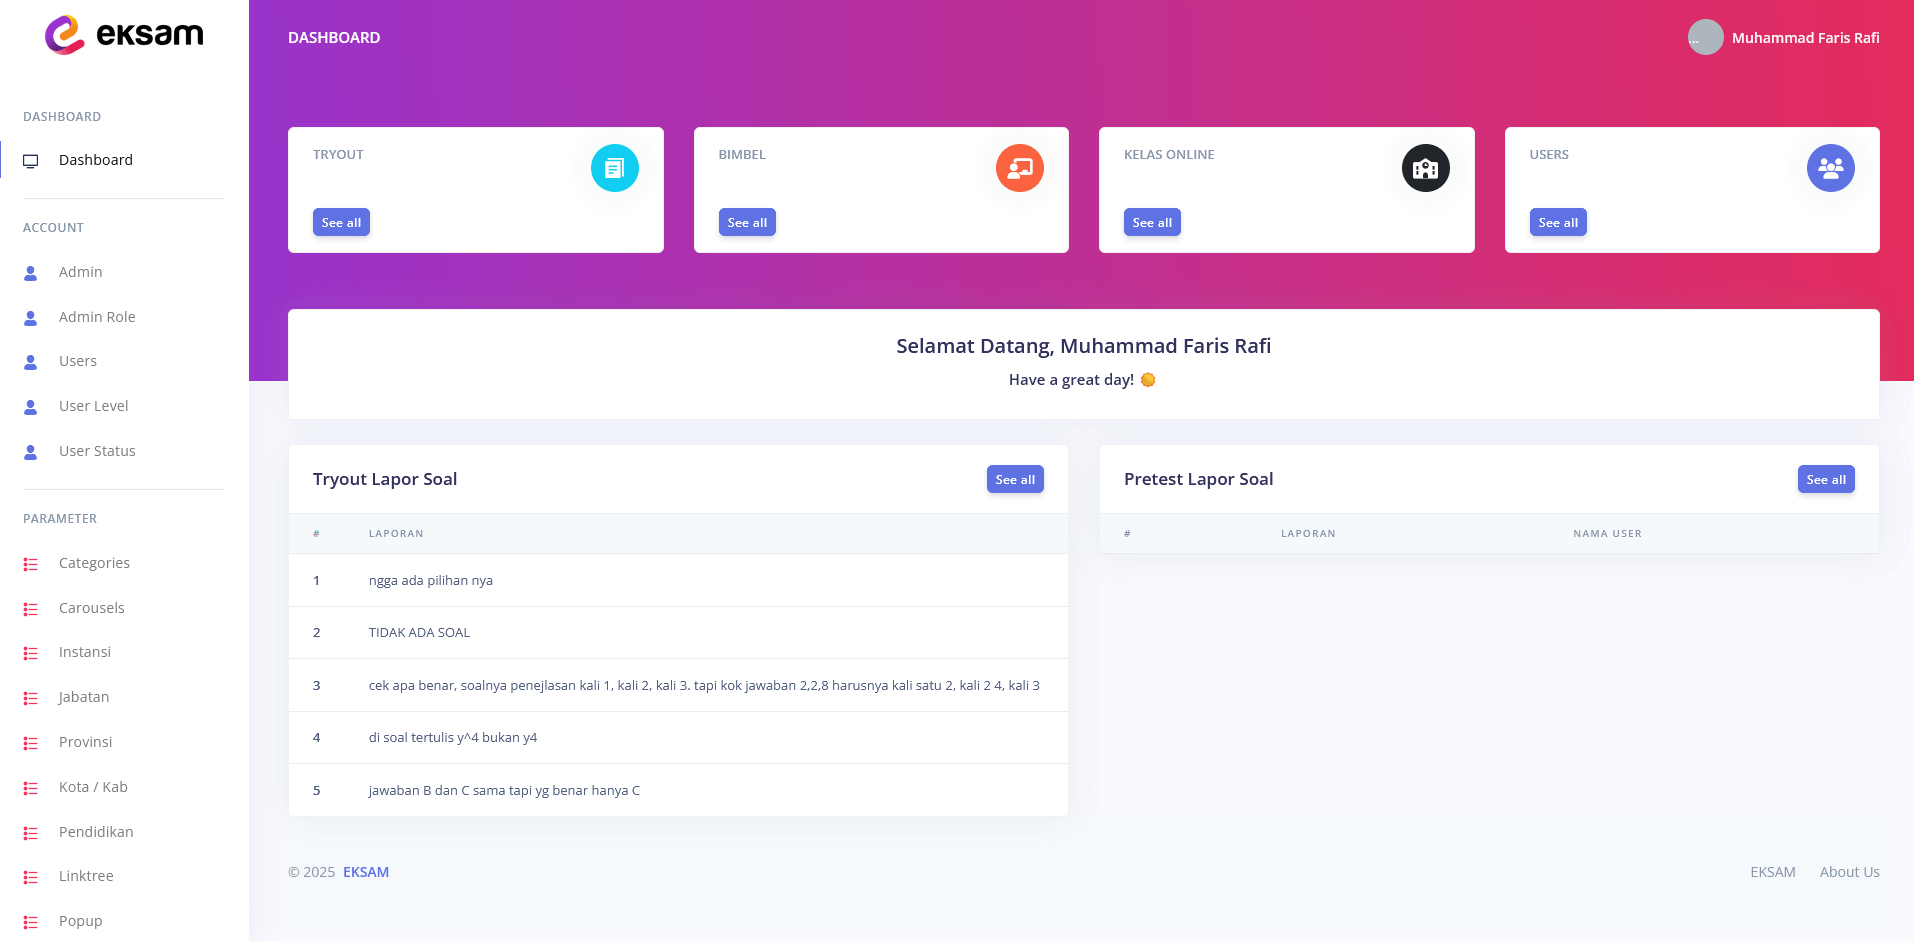 eksam
DASHBOARD
Dashboard
ACCOUNT
Admin
Admin Role
Users
User Level
User Status
PARAMETER
Categories
Carousels
Instansi
Jabatan
Provinsi
Kota / Kab
Pendidikan
Linktree
Popup
DASHBOARD
... Muhammad Faris Rafi
TRYOUT
See all
BIMBEL
See all
KELAS ONLINE
See all
USERS
See all
Selamat Datang, Muhammad Faris Rafi
Have a great day!
Tryout Lapor Soal See all
# LAPORAN
1 ngga ada pilihan nya
2 TIDAK ADA SOAL
3 cek apa benar, soalnya penejlasan kali 1, kali 2, kali 3. tapi kok jawaban 2,2,8 harusnya kali satu 2, kali 2 4, kali 3
4 di soal tertulis y^4 bukan y4
5 jawaban B dan C sama tapi yg benar hanya C
Pretest Lapor Soal See all
# LAPORAN NAMA USER
© 2025 EKSAM
EKSAM About Us